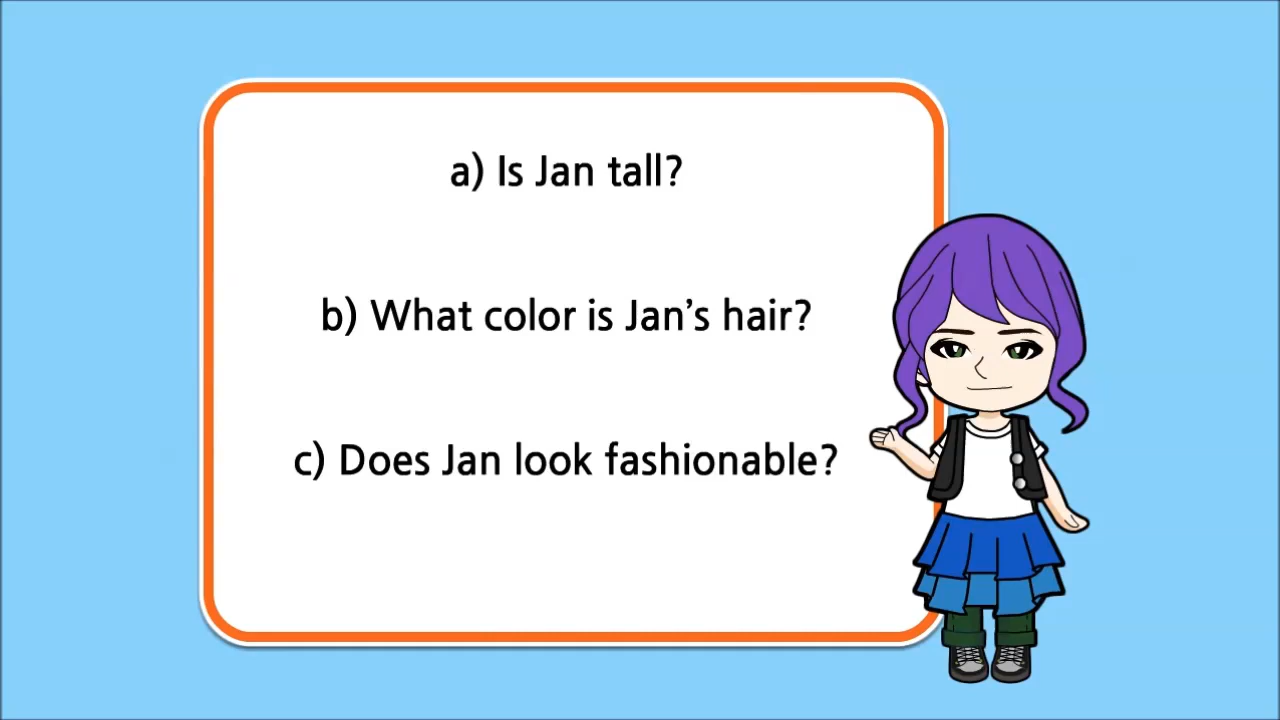 a) Is Jan tall?
b) What color is Jan’s hair?
c) Does Jan look fashionable?